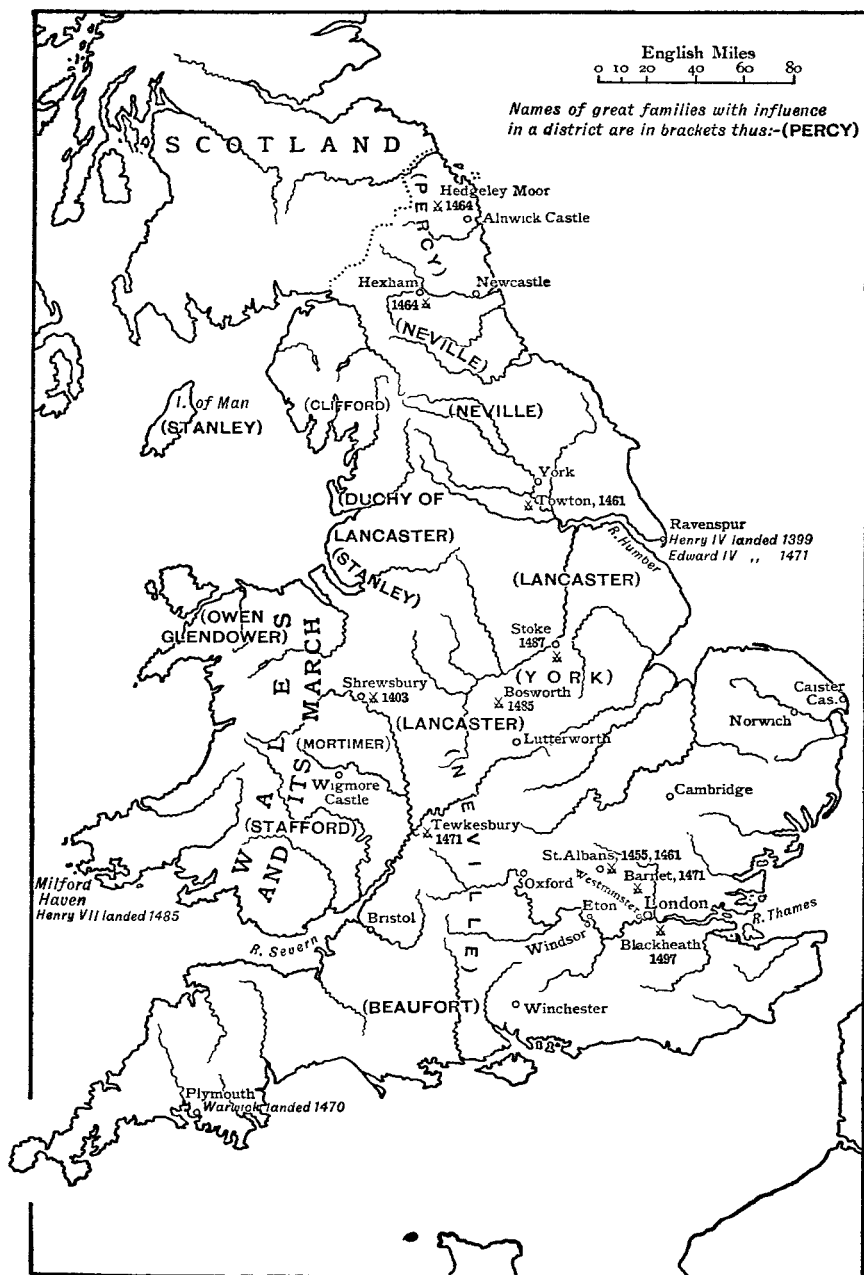 English Miles
0 10 20 40 60 80
Names of great families with influence
in a district are in brackets thus:-(PERCY)
SCOTLAND
(PERCY)
Hedgeley Moor
1464
Alnwick Castle
Hexham
1464
Newcastle
(NEVILLE)
I. of Man
(STANLEY)
(CLIFFORD)
(NEVILLE)
York
Towton, 1461
(DUCHY OF
LANCASTER)
(STANLEY)
R. Humber
Ravenspur
Henry IV landed 1399
Edward IV „ 1471
(LANCASTER)
(OWEN
GLENDOWER)
WALES
AND ITS MARCH
Stoke
1487
(YORK)
Shrewsbury
1403
Bosworth
1485
(LANCASTER)
Caister
Cas.
Norwich
Lutterworth
(MORTIMER)
Wigmore
Castle
(NEVILLE)
Cambridge
(STAFFORD)
Tewkesbury
1471
St. Albans, 1455, 1461
Barnet, 1471
Oxford
Westminster
London
Eton
R. Thames
Windsor
Blackheath
1497
Milford
Haven
Henry VII landed 1485
Bristol
R. Severn
(BEAUFORT)
Winchester
Plymouth
Warwick landed 1470